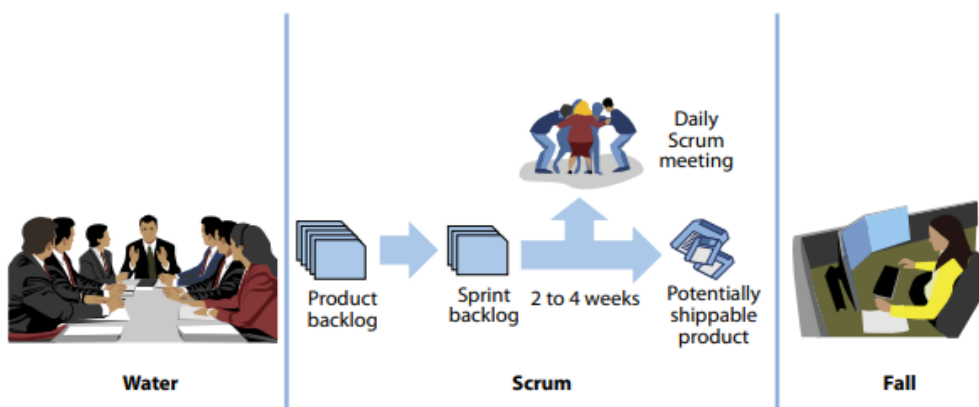 Daily
Scrum
meeting
Product
backlog
Sprint
backlog
2 to 4 weeks
Potentially
shippable
product
Water
Scrum
Fall